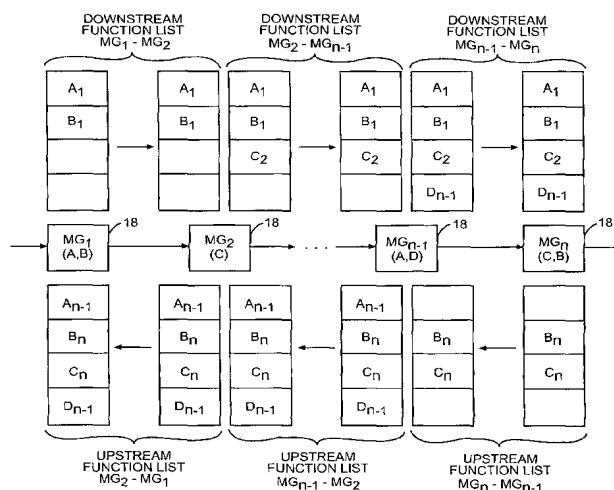 DOWNSTREAM FUNCTION LIST MG1 - MG2
DOWNSTREAM FUNCTION LIST MG2 - MGn-1
DOWNSTREAM FUNCTION LIST MGn-1 - MGn
A1 A1 A1 A1 A1 A1
B1 B1 B1 B1 B1 B1
C2 C2 C2 C2
Dn-1 Dn-1
18 18 18 18
MG1 (A,B)
MG2 (C)
. . .
MGn-1 (A,D)
MGn (C,B)
An-1 An-1 An-1 An-1
Bn Bn Bn Bn Bn Bn
Cn Cn Cn Cn Cn Cn
Dn-1 Dn-1 Dn-1 Dn-1
UPSTREAM FUNCTION LIST MG2 - MG1
UPSTREAM FUNCTION LIST MGn-1 - MG2
UPSTREAM FUNCTION LIST MGn - MGn-1